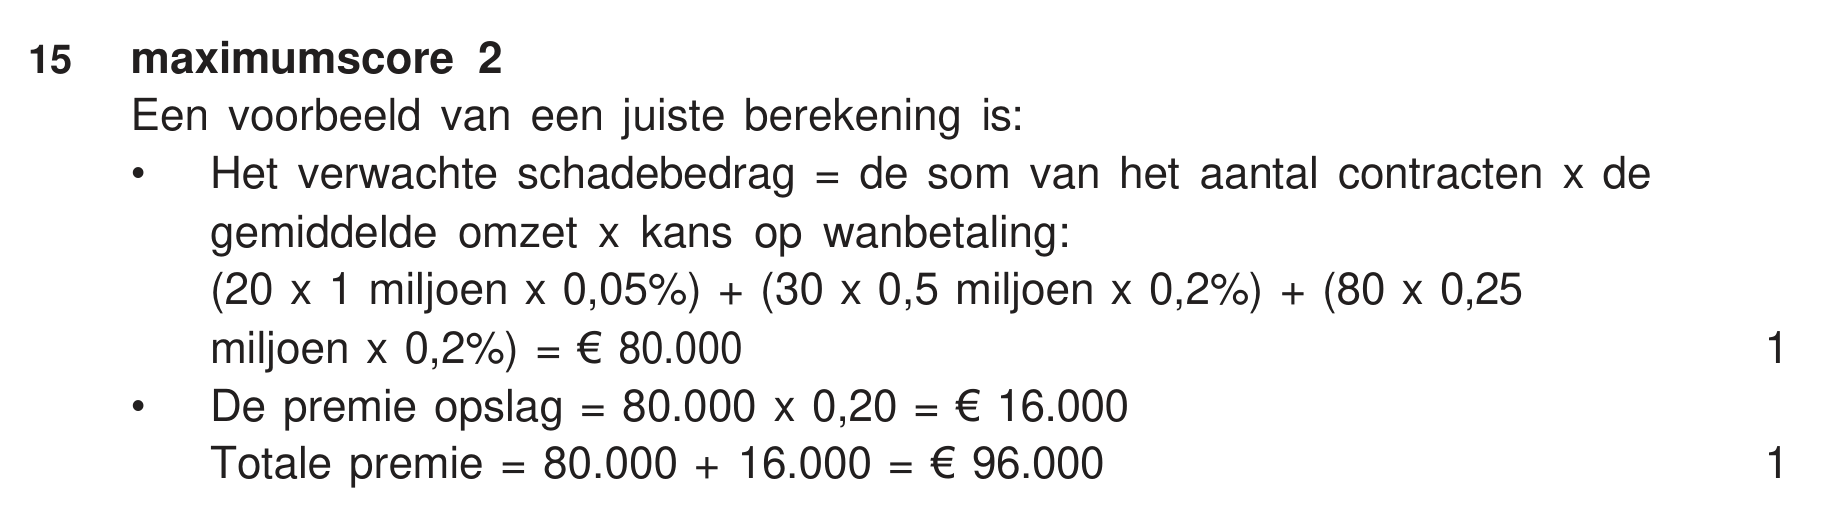 15 maximumscore 2
Een voorbeeld van een juiste berekening is:
• Het verwachte schadebedrag = de som van het aantal contracten x de
gemiddelde omzet x kans op wanbetaling:
(20 x 1 miljoen x 0,05%) + (30 x 0,5 miljoen x 0,2%) + (80 x 0,25
miljoen x 0,2%) = € 80.000 1
• De premie opslag = 80.000 x 0,20 = € 16.000
Totale premie = 80.000 + 16.000 = € 96.000 1